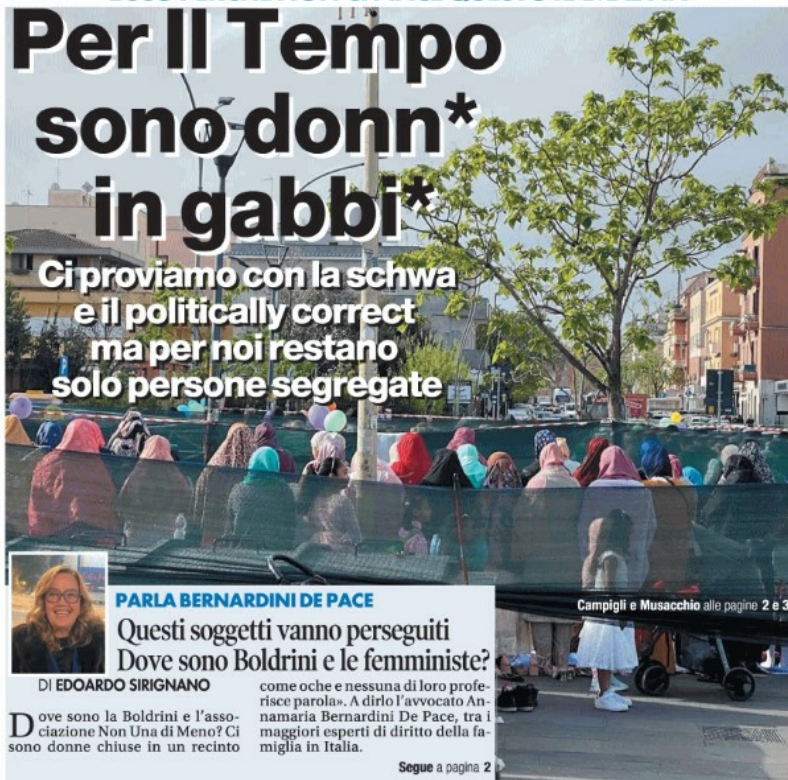 Per Il Tempo
sono donn*
in gabbi*
Ci proviamo con la schwa
e il politically correct
ma per noi restano
solo persone segregate
Campigli e Musacchio alle pagine 2 e 3
PARLA BERNARDINI DE PACE
Questi soggetti vanno perseguiti
Dove sono Boldrini e le femministe?
DI EDOARDO SIRIGNANO
Dove sono la Boldrini e l'asso-
ciazione Non Una di Meno? Ci
sono donne chiuse in un recinto
come oche e nessuna di loro profe-
risce parola». A dirlo l'avvocato An-
namaria Bernardini De Pace, tra i
maggiori esperti di diritto della fa-
miglia in Italia.
Segue a pagina 2